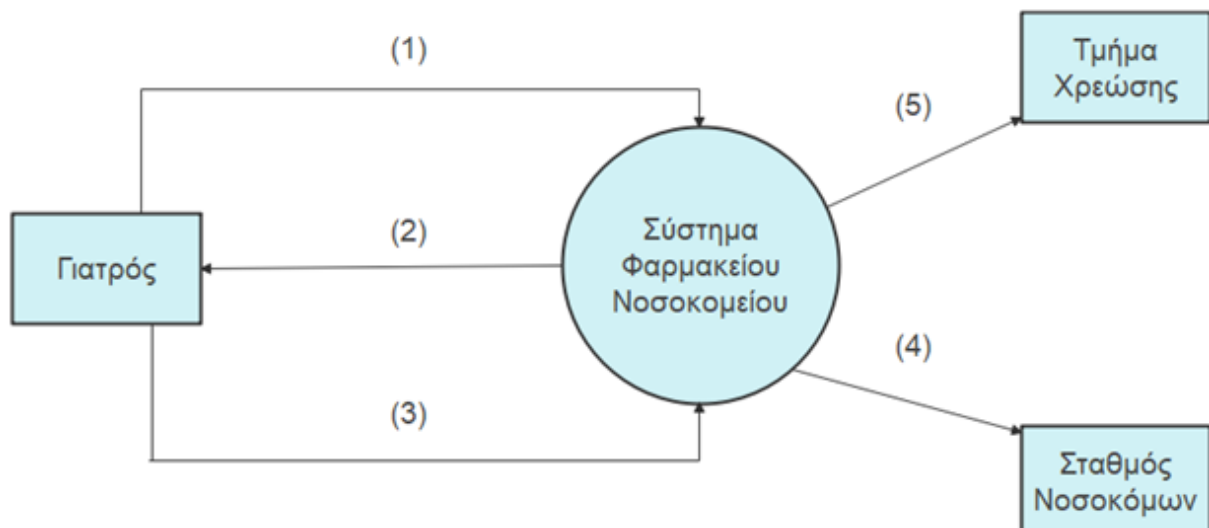 (1)
Τμήμα
Χρεώσης
(5)
Γιατρός
(2)
Σύστημα
Φαρμακείου
Νοσοκομείου
(4)
(3)
Σταθμός
Νοσοκόμων